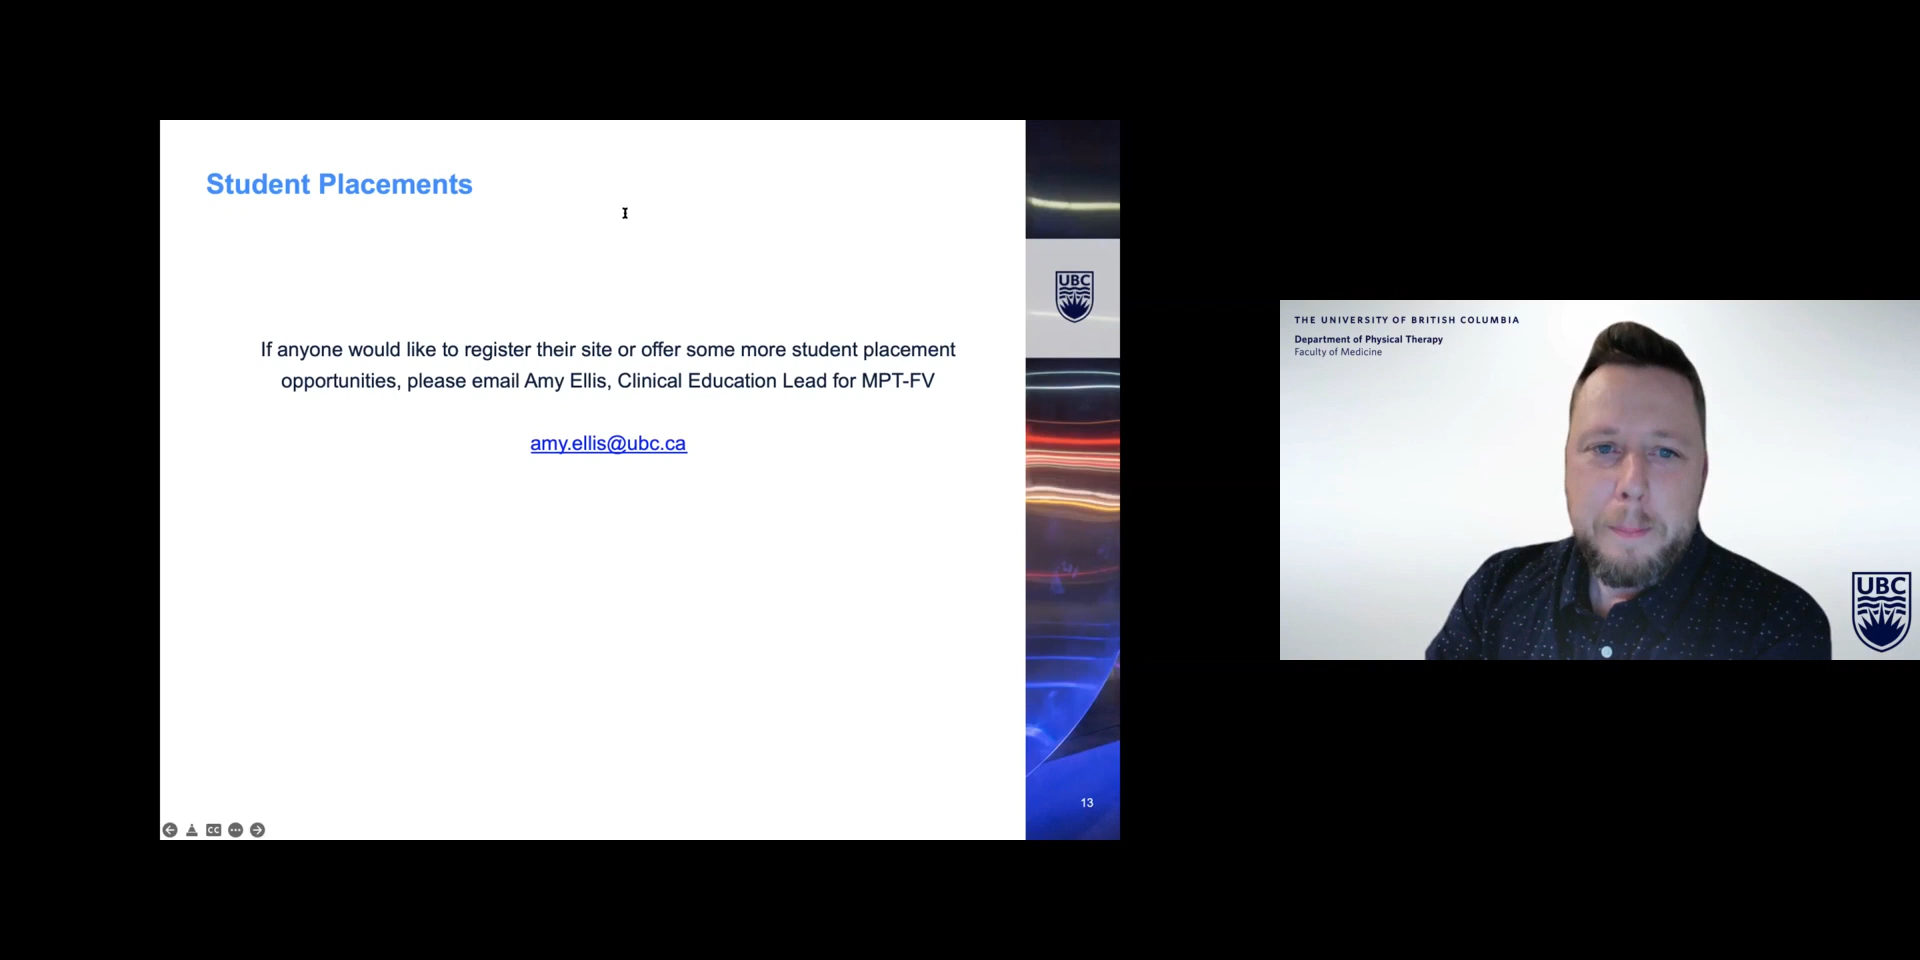 Student Placements
If anyone would like to register their site or offer some more student placement
opportunities, please email Amy Ellis, Clinical Education Lead for MPT-FV
amy.ellis@ubc.ca
UBC
13
CC
THE UNIVERSITY OF BRITISH COLUMBIA
Department of Physical Therapy
Faculty of Medicine
UBC